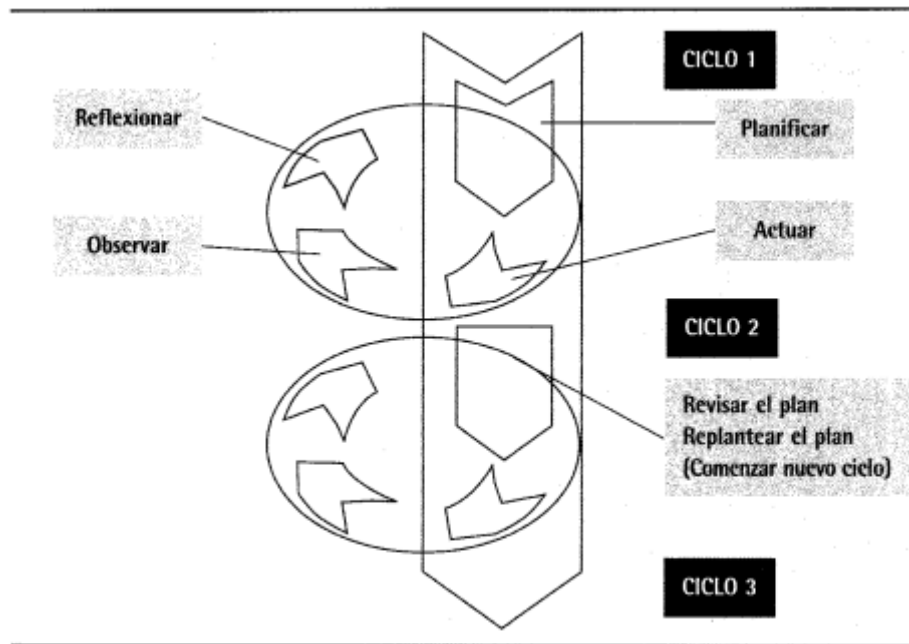 CICLO 1
Reflexionar
Planificar
Observar
Actuar
CICLO 2
Revisar el plan
Replantear el plan
(Comenzar nuevo ciclo)
CICLO 3